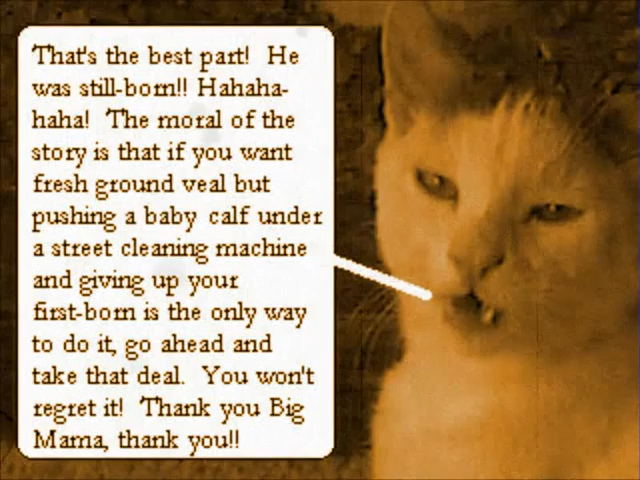 That's the best part!  He
was still-born!! Hahaha-
haha!  The moral of the
story is that if you want
fresh ground veal but
pushing a baby calf under
a street cleaning machine
and giving up your
first-born is the only way
to do it, go ahead and
take that deal.  You won't
regret it!  Thank you Big
Mama, thank you!!